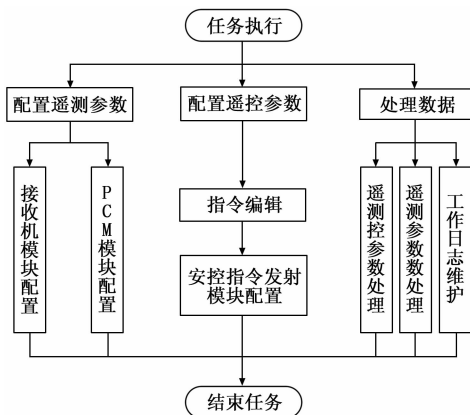 任务执行
配置遥测参数
配置遥控参数
处理数据
接收机模块配置
PCM模块配置
指令编辑
安控指令发射
模块配置
遥测控参数处理
遥测参数数处理
工作日志维护
结束任务